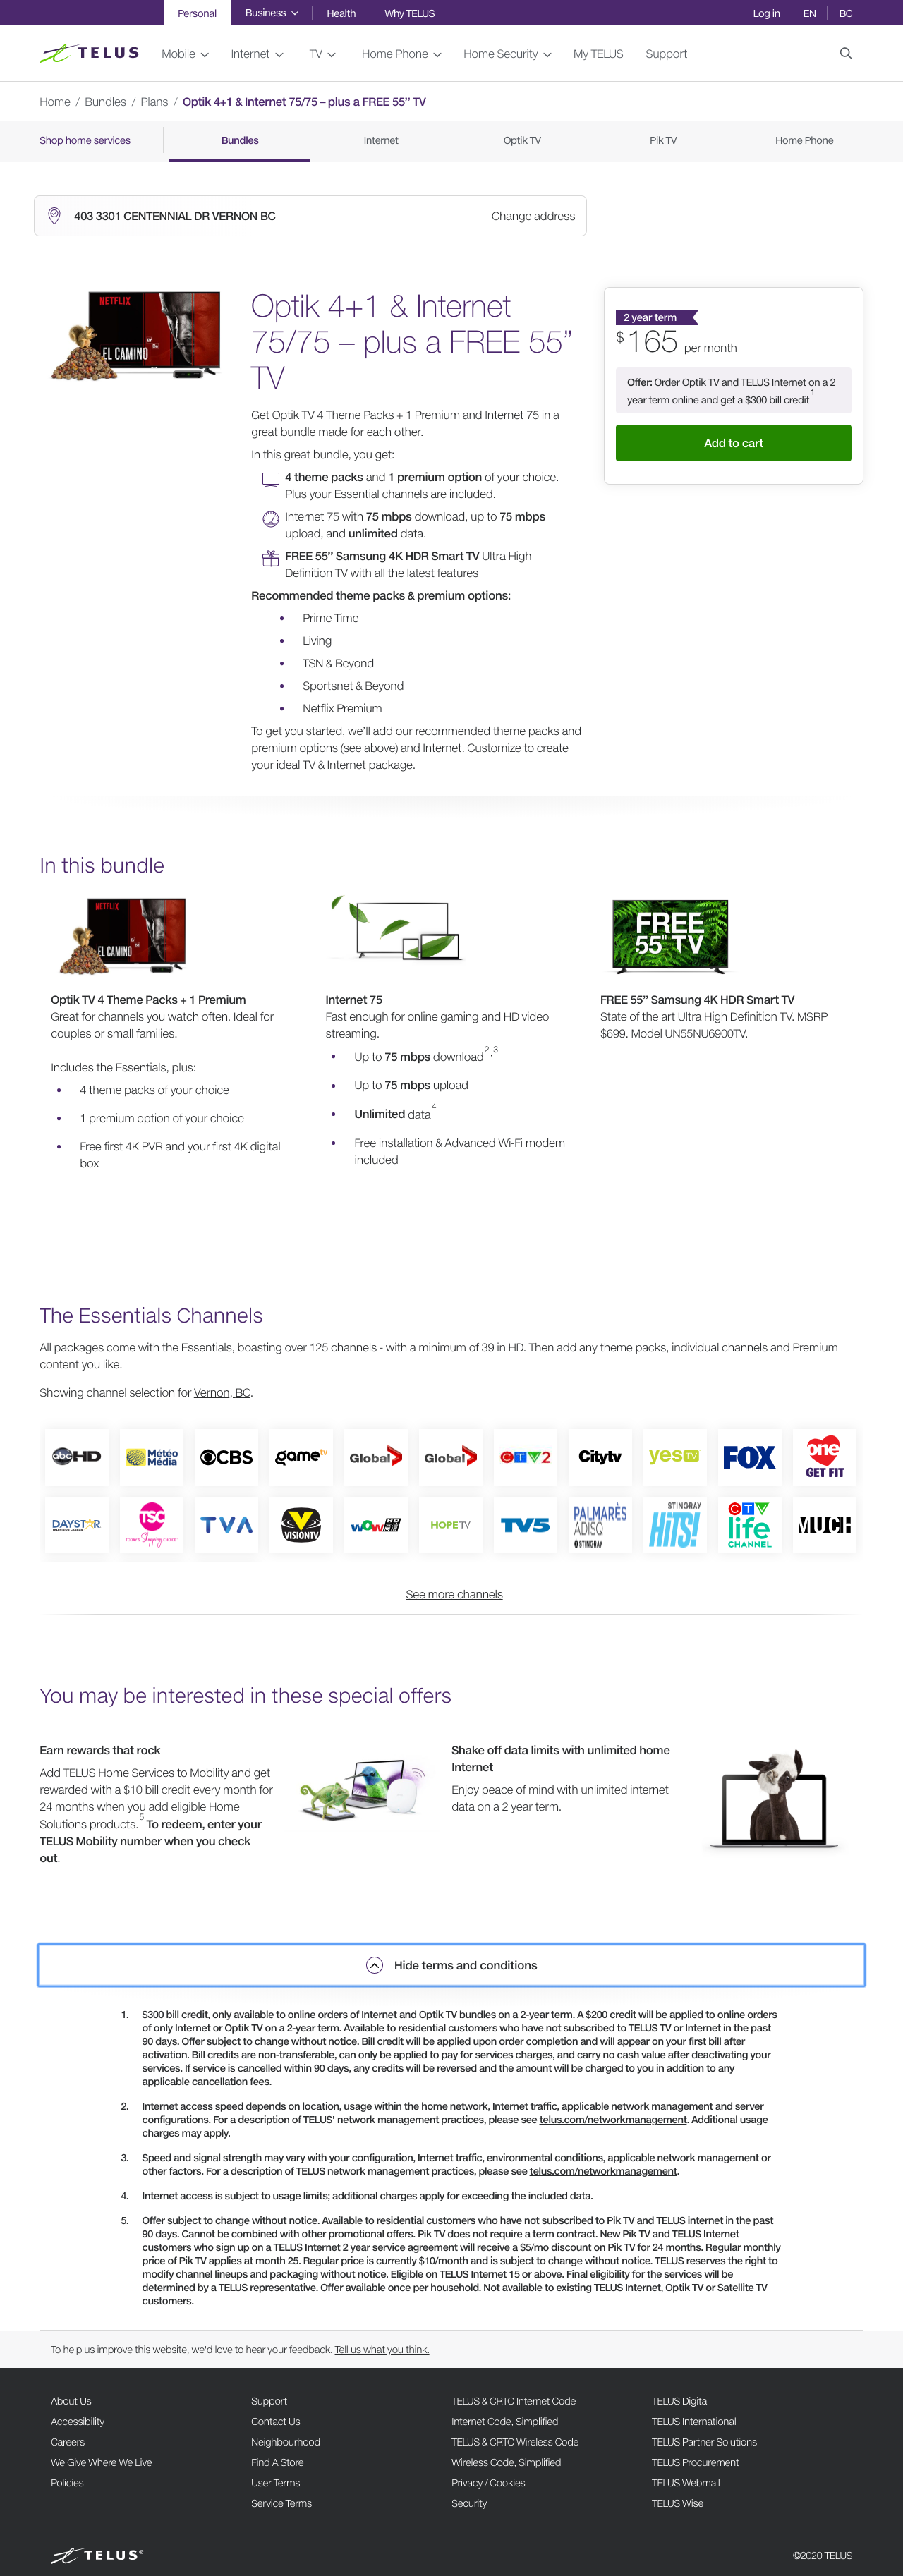 Personal
Business
Health
Why TELUS
Log in
EN
BC
TELUS
Mobile
Internet
TV
Home Phone
Home Security
My TELUS
Support
Home / Bundles / Plans / Optik 4+1 & Internet 75/75 – plus a FREE 55” TV
Shop home services
Bundles
Internet
Optik TV
Pik TV
Home Phone
403 3301 CENTENNIAL DR VERNON BC
Change address
NETFLIX
EL CAMINO
Optik 4+1 & Internet
75/75 – plus a FREE 55”
TV
Get Optik TV 4 Theme Packs + 1 Premium and Internet 75 in a
great bundle made for each other.
In this great bundle, you get:
4 theme packs and 1 premium option of your choice.
Plus your Essential channels are included.
Internet 75 with 75 mbps download, up to 75 mbps
upload, and unlimited data.
FREE 55” Samsung 4K HDR Smart TV Ultra High
Definition TV with all the latest features
Recommended theme packs & premium options:
Prime Time
Living
TSN & Beyond
Sportsnet & Beyond
Netflix Premium
To get you started, we’ll add our recommended theme packs and
premium options (see above) and Internet. Customize to create
your ideal TV & Internet package.
2 year term
$165 per month
Offer: Order Optik TV and TELUS Internet on a 2
year term online and get a $300 bill credit 1
Add to cart
In this bundle
NETFLIX
EL CAMINO
Optik TV 4 Theme Packs + 1 Premium
Great for channels you watch often. Ideal for
couples or small families.
Includes the Essentials, plus:
4 theme packs of your choice
1 premium option of your choice
Free first 4K PVR and your first 4K digital
box
Internet 75
Fast enough for online gaming and HD video
streaming.
Up to 75 mbps download 2,3
Up to 75 mbps upload
Unlimited data 4
Free installation & Advanced Wi-Fi modem
included
FREE
55" TV
FREE 55” Samsung 4K HDR Smart TV
State of the art Ultra High Definition TV. MSRP
$699. Model UN55NU6900TV.
The Essentials Channels
All packages come with the Essentials, boasting over 125 channels - with a minimum of 39 in HD. Then add any theme packs, individual channels and Premium
content you like.
Showing channel selection for Vernon, BC.
abc HD
Météo Média
CBS
game tv
Global
Global
CTV2
Citytv
yes TV
FOX
one GET FIT
DAYSTAR
TSC Today's Shopping Choice
TVA
VISIONTV
WOW HD
HOPETV
TV5
PALMARÈS ADISQ STINGRAY
STINGRAY HiTS!
CTV life CHANNEL
MUCH
See more channels
You may be interested in these special offers
Earn rewards that rock
Add TELUS Home Services to Mobility and get
rewarded with a $10 bill credit every month for
24 months when you add eligible Home
Solutions products.5 To redeem, enter your
TELUS Mobility number when you check
out.
Shake off data limits with unlimited home
Internet
Enjoy peace of mind with unlimited internet
data on a 2 year term.
Hide terms and conditions
1. $300 bill credit, only available to online orders of Internet and Optik TV bundles on a 2-year term. A $200 credit will be applied to online orders
of only Internet or Optik TV on a 2-year term. Available to residential customers who have not subscribed to TELUS TV or Internet in the past
90 days. Offer subject to change without notice. Bill credit will be applied upon order completion and will appear on your first bill after
activation. Bill credits are non-transferable, can only be applied to pay for services charges, and carry no cash value after deactivating your
services. If service is cancelled within 90 days, any credits will be reversed and the amount will be charged to you in addition to any
applicable cancellation fees.
2. Internet access speed depends on location, usage within the home network, Internet traffic, applicable network management and server
configurations. For a description of TELUS’ network management practices, please see telus.com/networkmanagement. Additional usage
charges may apply.
3. Speed and signal strength may vary with your configuration, Internet traffic, environmental conditions, applicable network management or
other factors. For a description of TELUS network management practices, please see telus.com/networkmanagement.
4. Internet access is subject to usage limits; additional charges apply for exceeding the included data.
5. Offer subject to change without notice. Available to residential customers who have not subscribed to Pik TV and TELUS internet in the past
90 days. Cannot be combined with other promotional offers. Pik TV does not require a term contract. New Pik TV and TELUS Internet
customers who sign up on a TELUS Internet 2 year service agreement will receive a $5/mo discount on Pik TV for 24 months. Regular monthly
price of Pik TV applies at month 25. Regular price is currently $10/month and is subject to change without notice. TELUS reserves the right to
modify channel lineups and packaging without notice. Eligible on TELUS Internet 15 or above. Final eligibility for the services will be
determined by a TELUS representative. Offer available once per household. Not available to existing TELUS Internet, Optik TV or Satellite TV
customers.
To help us improve this website, we'd love to hear your feedback. Tell us what you think.
About Us
Accessibility
Careers
We Give Where We Live
Policies
Support
Contact Us
Neighbourhood
Find A Store
User Terms
Service Terms
TELUS & CRTC Internet Code
Internet Code, Simplified
TELUS & CRTC Wireless Code
Wireless Code, Simplified
Privacy / Cookies
Security
TELUS Digital
TELUS International
TELUS Partner Solutions
TELUS Procurement
TELUS Webmail
TELUS Wise
TELUS®
©2020 TELUS